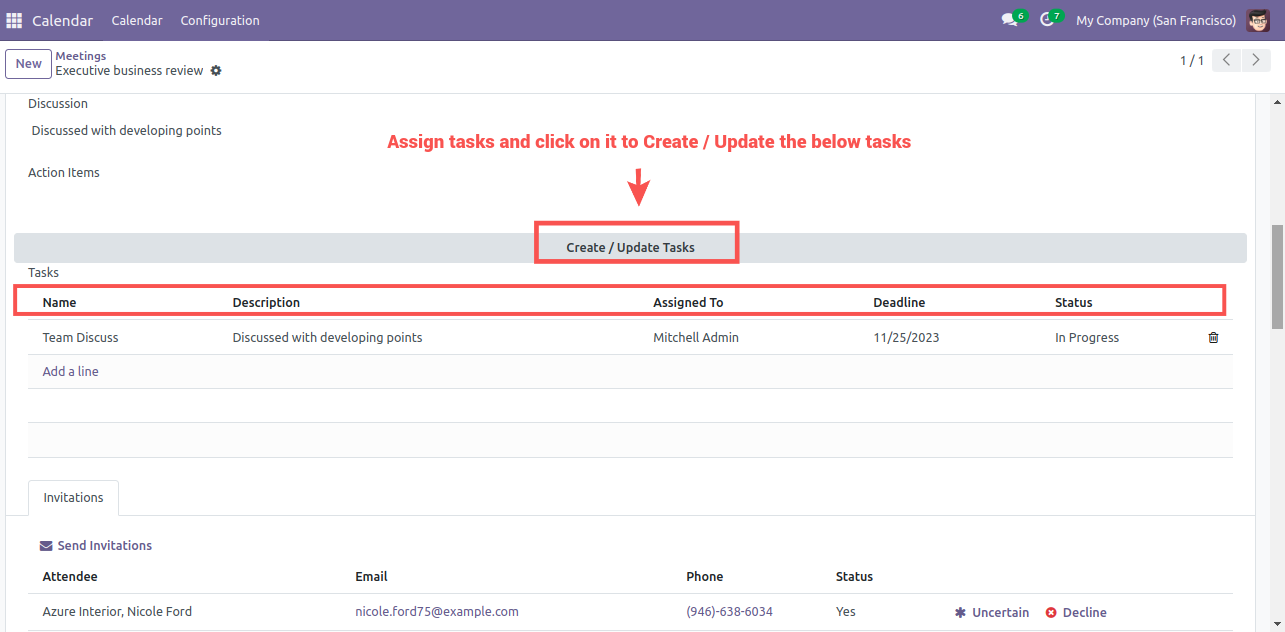 Calendar Calendar Configuration 6 7 My Company (San Francisco)
New Meetings
Executive business review 1 / 1
Discussion
Discussed with developing points
Assign tasks and click on it to Create / Update the below tasks
Action Items
Create / Update Tasks
Tasks
Name Description Assigned To Deadline Status
Team Discuss Discussed with developing points Mitchell Admin 11/25/2023 In Progress
Add a line
Invitations
Send Invitations
Attendee Email Phone Status
Azure Interior, Nicole Ford nicole.ford75@example.com (946)-638-6034 Yes Uncertain Decline